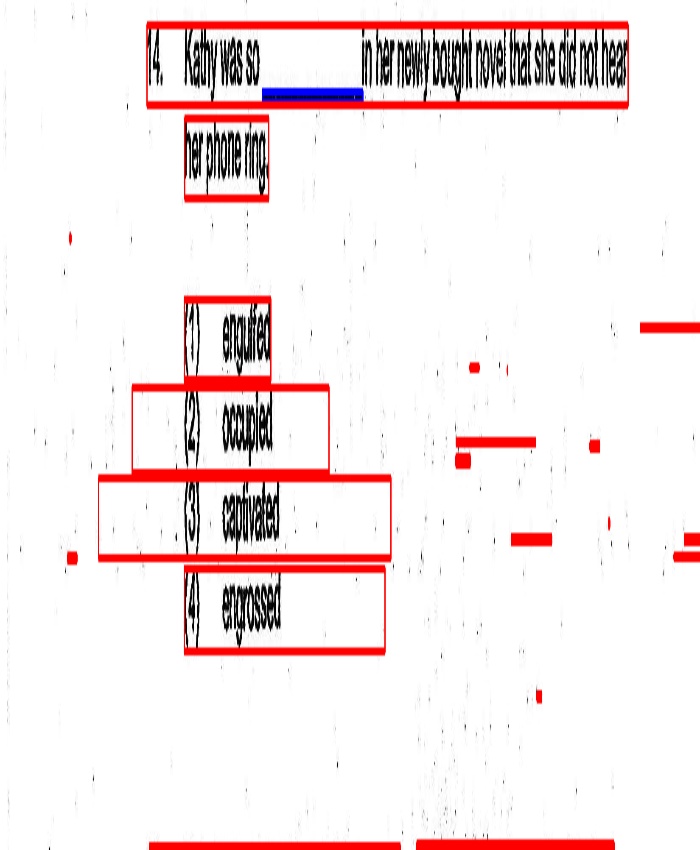 14. Kathy was so ________ in her newly bought novel that she did not hear
her phone ring.
(1) engulfed
(2) occupied
(3) captivated
(4) engrossed